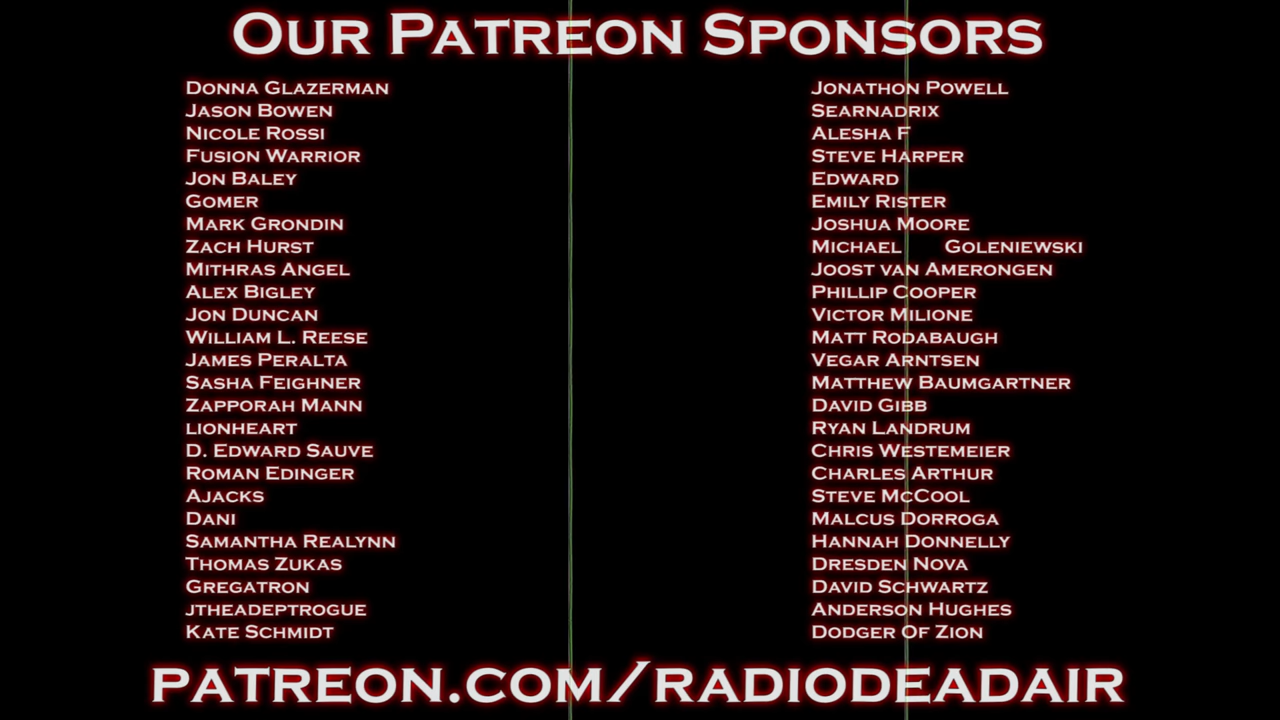 Our Patreon Sponsors
Donna Glazerman
Jason Bowen
Nicole Rossi
Fusion Warrior
Jon Baley
Gomer
Mark Grondin
Zach Hurst
Mithras Angel
Alex Bigley
Jon Duncan
William L. Reese
James Peralta
Sasha Feighner
Zapporah Mann
lionheart
D. Edward Sauve
Roman Edinger
Ajacks
Dani
Samantha Realynn
Thomas Zukas
Gregatron
jtheadeptrogue
Kate Schmidt
Jonathon Powell
Searnadrix
Alesha F
Steve Harper
Edward
Emily Rister
Joshua Moore
Michael Goleniewski
Joost van Amerongen
Phillip Cooper
Victor Milione
Matt Rodabaugh
Vegar Arntsen
Matthew Baumgartner
David Gibb
Ryan Landrum
Chris Westemeier
Charles Arthur
Steve McCool
Malcus Dorroga
Hannah Donnelly
Dresden Nova
David Schwartz
Anderson Hughes
Dodger Of Zion
patreon.com/radiodeadair